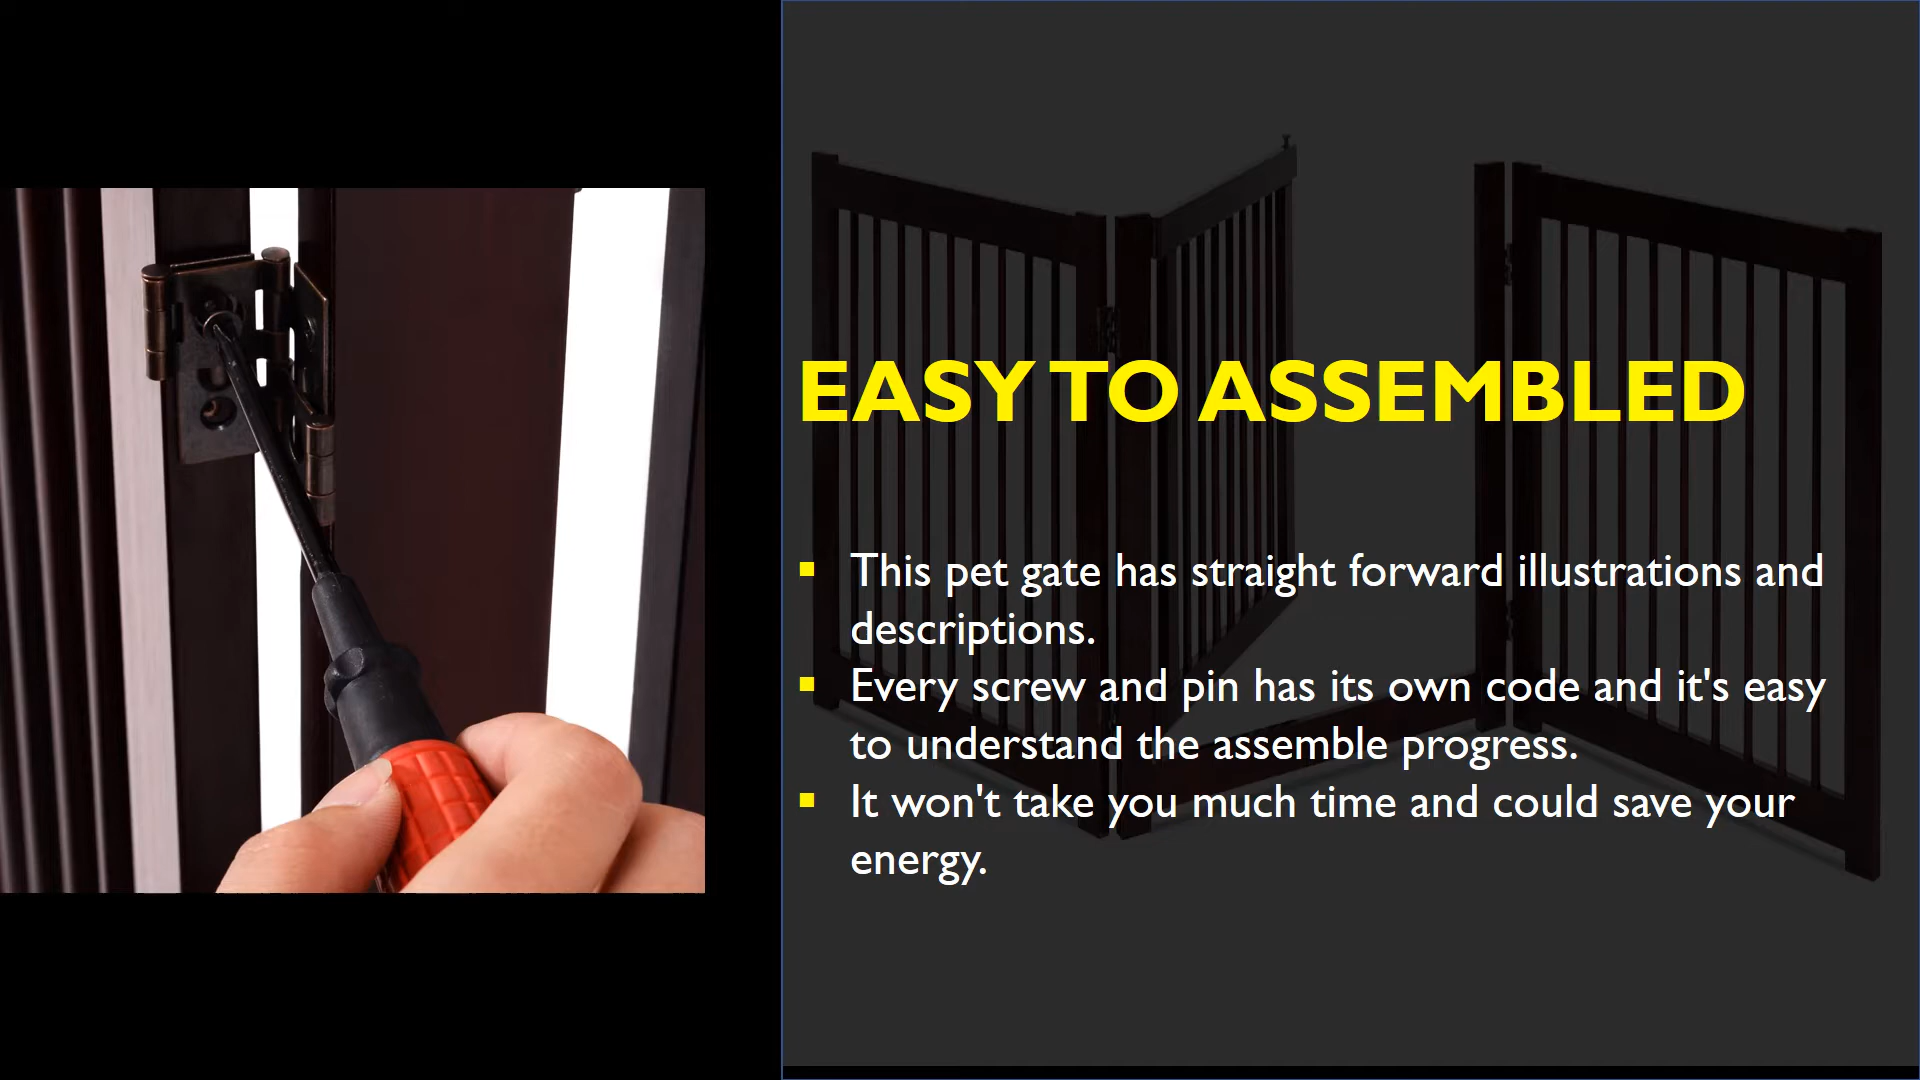 EASY TO ASSEMBLED
This pet gate has straight forward illustrations and
descriptions.
Every screw and pin has its own code and it's easy
to understand the assemble progress.
It won't take you much time and could save your
energy.